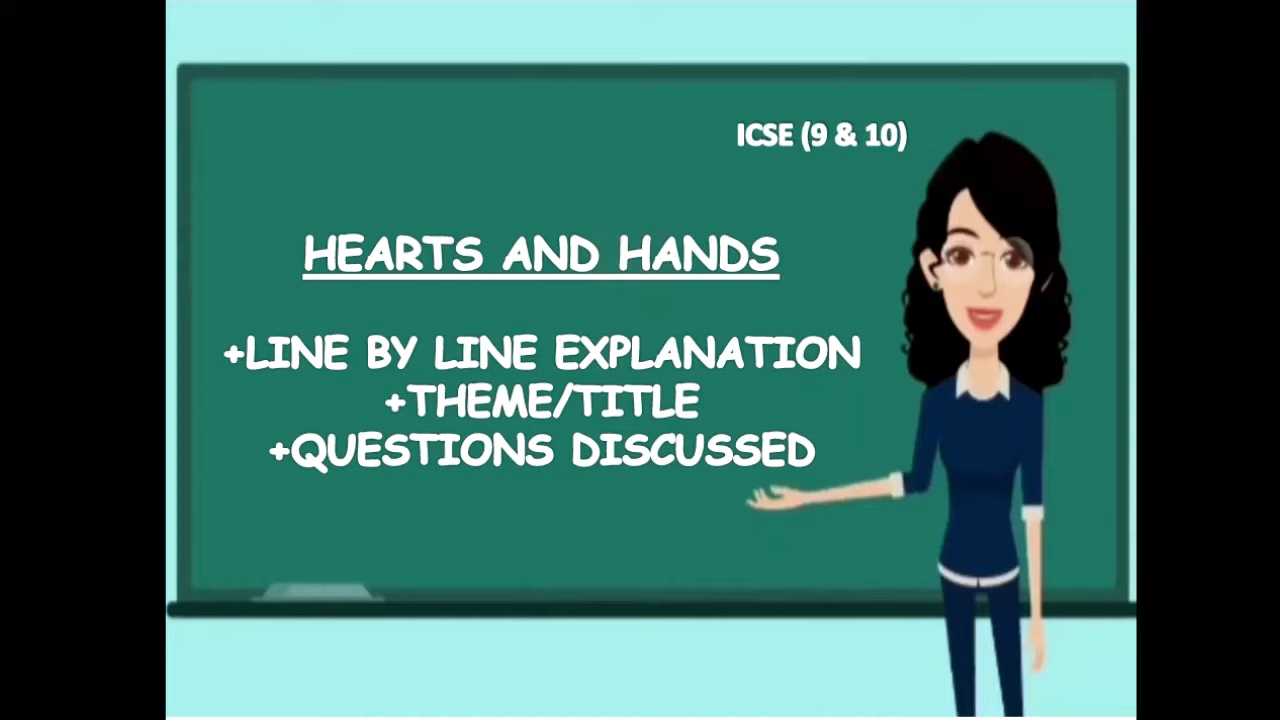 ICSE (9 & 10)
HEARTS AND HANDS
+LINE BY LINE EXPLANATION
+THEME/TITLE
+QUESTIONS DISCUSSED